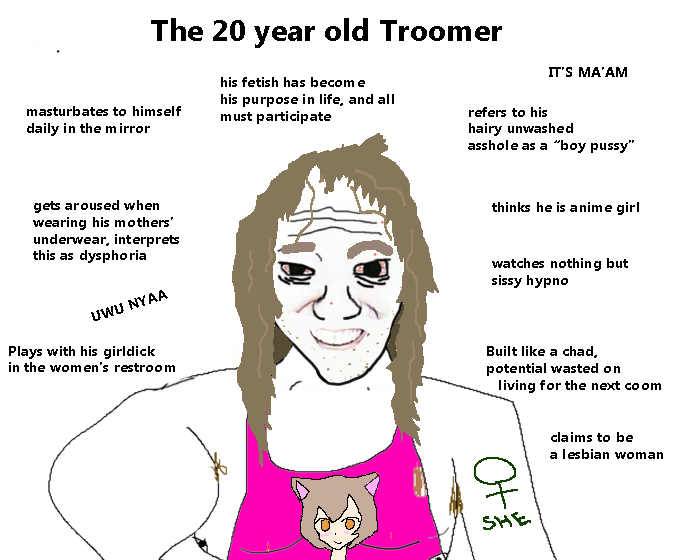 The 20 year old Troomer
IT'S MA'AM
his fetish has become
his purpose in life, and all
must participate
masturbates to himself
daily in the mirror
refers to his
hairy unwashed
asshole as a "boy pussy"
gets aroused when
wearing his mothers'
underwear, interprets
this as dysphoria
thinks he is anime girl
watches nothing but
sissy hypno
UWU NYAA
Plays with his girldick
in the women's restroom
Built like a chad,
potential wasted on
living for the next coom
claims to be
a lesbian woman
SHE